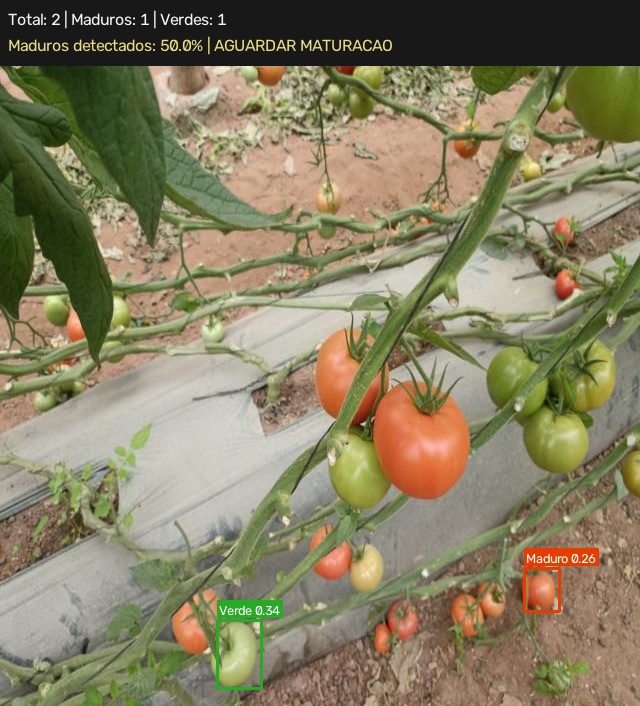 Total: 2 | Maduros: 1 | Verdes: 1
Maduros detectados: 50.0% | AGUARDAR MATURACAO
Maduro 0.26
Verde 0.34